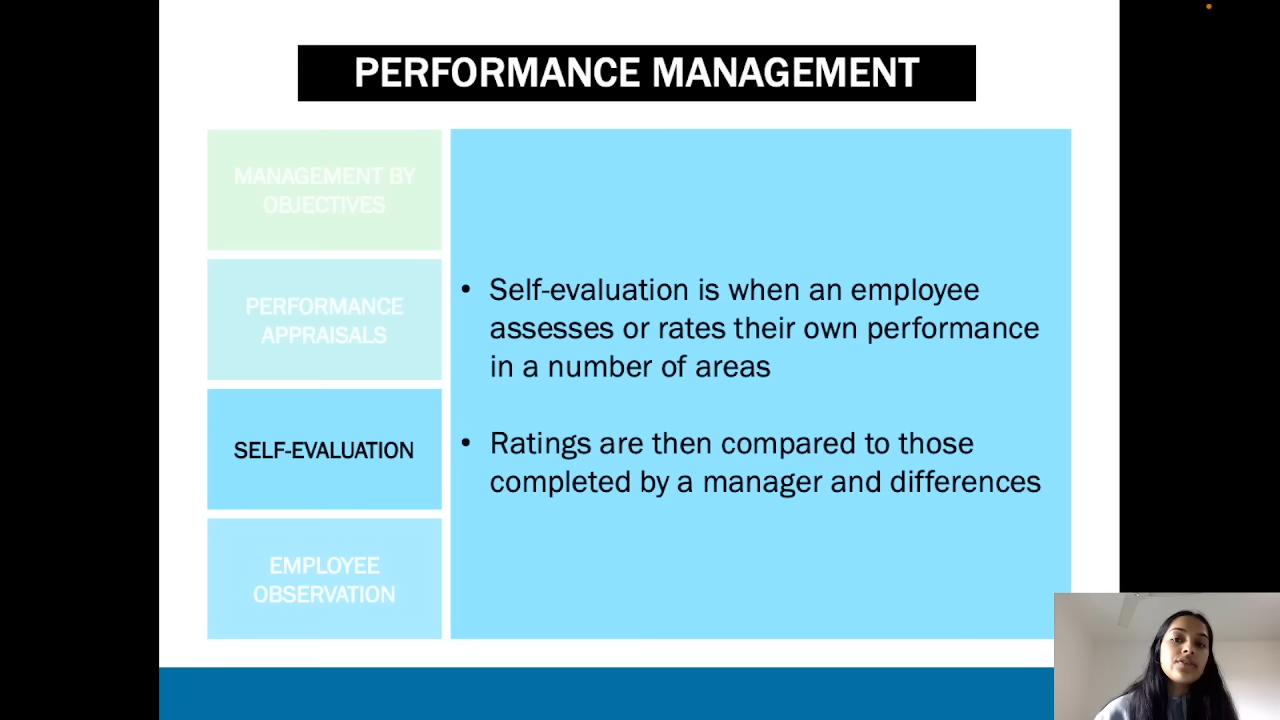 PERFORMANCE MANAGEMENT
MANAGEMENT BY
OBJECTIVES
PERFORMANCE
APPRAISALS
SELF-EVALUATION
EMPLOYEE
OBSERVATION
• Self-evaluation is when an employee
assesses or rates their own performance
in a number of areas
• Ratings are then compared to those
completed by a manager and differences